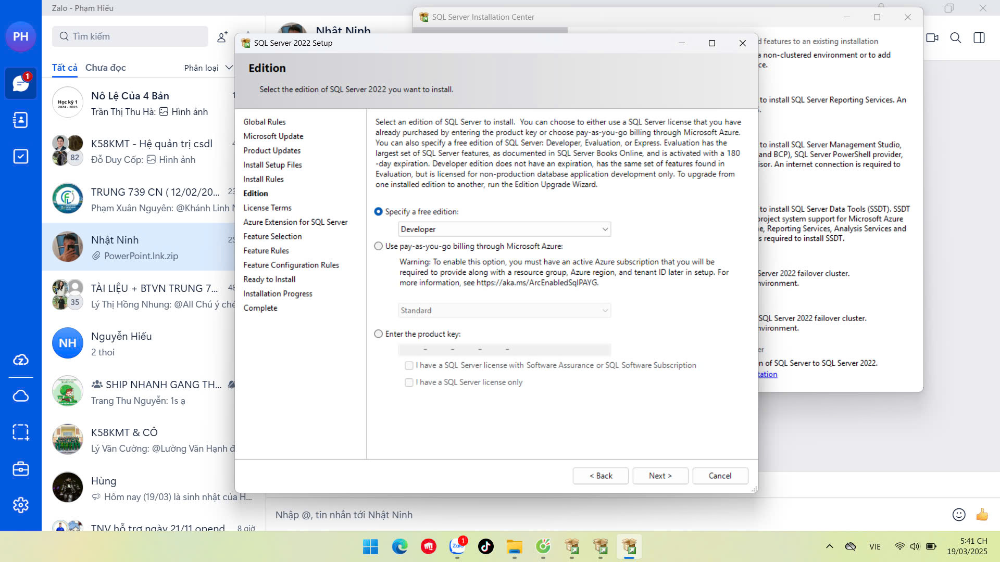 Zalo - Phạm Hiếu
PH
Tìm kiếm
Tất cả
Chưa đọc
Phân loại
1
Học kỳ 1
2024 - 2025
Nô Lệ Của 4 Bản
Trần Thị Thu Hà: Hình ảnh
82
K58KMT - Hệ quản trị csdl
Đỗ Duy Cốp: Hình ảnh
TRUNG 739 CN ( 12/02/20...
Phạm Xuân Nguyên: @Khánh Linh
Nhật Ninh
PowerPoint.lnk.zip
35
TÀI LIỆU + BTVN TRUNG 7...
Lý Thị Hồng Nhung: @All Chú ý
NH
Nguyễn Hiếu
2 thoi
SHIP NHANH GANG TH...
Trang Thu Nguyễn: 1s ạ
K58KMT & CÔ
Lý Văn Cường: @Lường Văn Hạnh
Hùng
Hôm nay (19/03) là sinh nhật của H...
TNV hỗ trợ ngày 21/11 opend
8 giờ
Nhật Ninh
Nhập @, tin nhắn tới Nhật Ninh
SQL Server Installation Center
features to an existing installation
non-clustered environment or to add
ce.
to install SQL Server Reporting Services. An
to install SQL Server Management Studio,
and BCP), SQL Server PowerShell provider,
isor. An internet connection is required to
to install SQL Server Data Tools (SSDT). SSDT
project system support for Microsoft Azure
e, Reporting Services, Analysis Services and
s required to install SSDT.
Server 2022 failover cluster.
nvironment.
SQL Server 2022 failover cluster.
nvironment.
er
n of SQL Server to SQL Server 2022.
tation
SQL Server 2022 Setup
Edition
Select the edition of SQL Server 2022 you want to install.
Global Rules
Microsoft Update
Product Updates
Install Setup Files
Install Rules
Edition
License Terms
Azure Extension for SQL Server
Feature Selection
Feature Rules
Feature Configuration Rules
Ready to Install
Installation Progress
Complete
Select an edition of SQL Server to install. You can choose to either use a SQL Server license that you have
already purchased by entering the product key or choose pay-as-you-go billing through Microsoft Azure.
You can also specify a free edition of SQL Server: Developer, Evaluation, or Express. Evaluation has the
largest set of SQL Server features, as documented in SQL Server Books Online, and is activated with a 180
-day expiration. Developer edition does not have an expiration, has the same set of features found in
Evaluation, but is licensed for non-production database application development only. To upgrade from
one installed edition to another, run the Edition Upgrade Wizard.
Specify a free edition:
Developer
Use pay-as-you-go billing through Microsoft Azure:
Warning: To enable this option, you must have an active Azure subscription that you will be
required to provide along with a resource group, Azure region, and tenant ID later in setup. For
more information, see https://aka.ms/ArcEnabledSqlPAYG.
Standard
Enter the product key:
- - - -
I have a SQL Server license with Software Assurance or SQL Software Subscription
I have a SQL Server license only
< Back
Next >
Cancel
Zalo
1
VIE
5:41 CH
19/03/2025